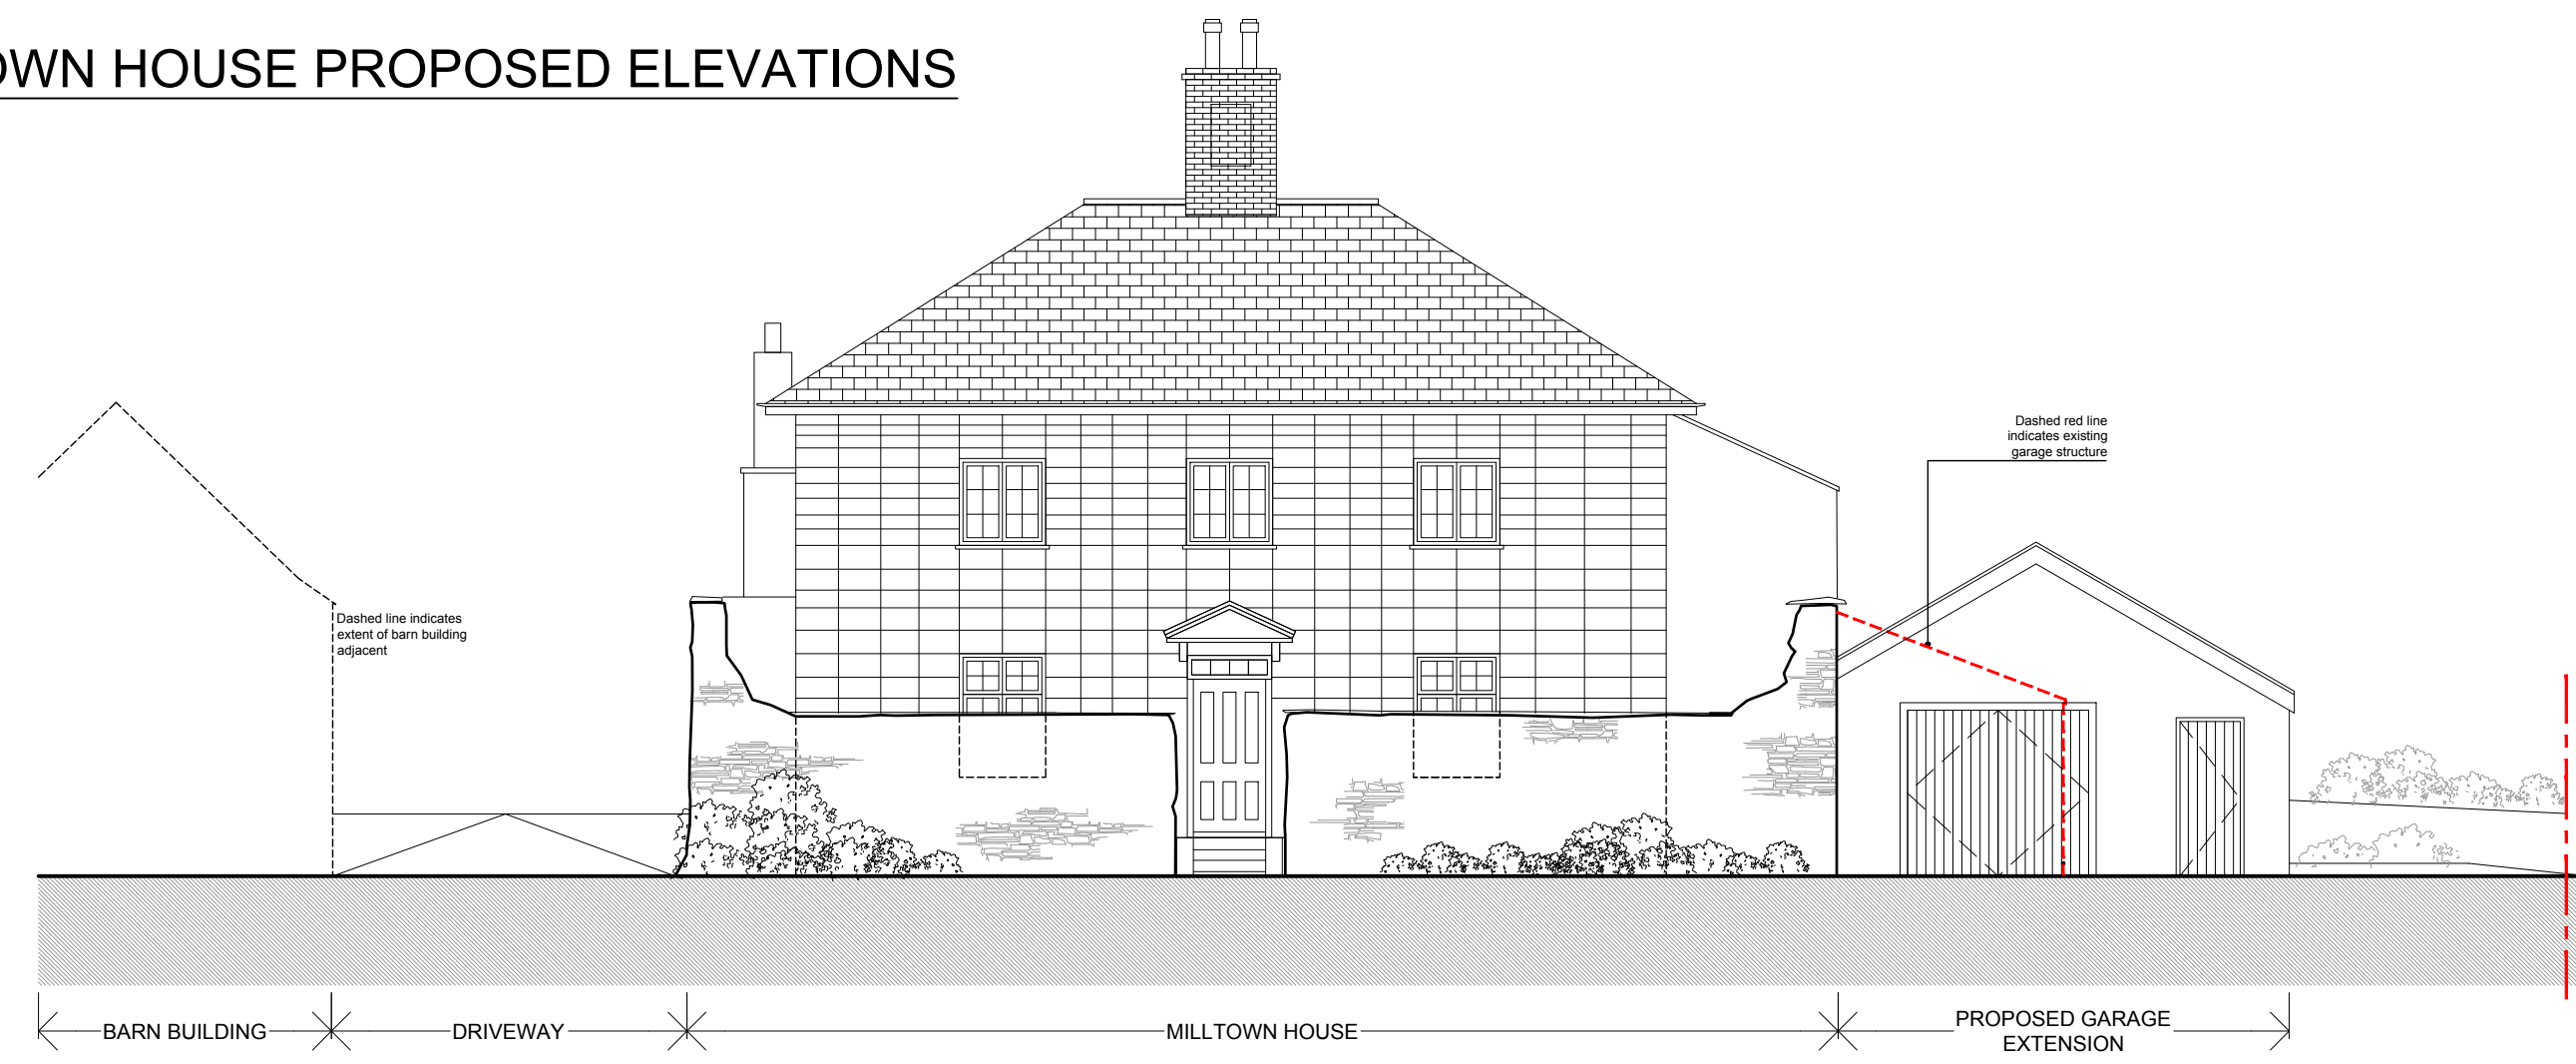 OWN HOUSE PROPOSED ELEVATIONS
Dashed red line
indicates existing
garage structure
Dashed line indicates
extent of barn building
adjacent
BARN BUILDING
DRIVEWAY
MILLTOWN HOUSE
PROPOSED GARAGE
EXTENSION